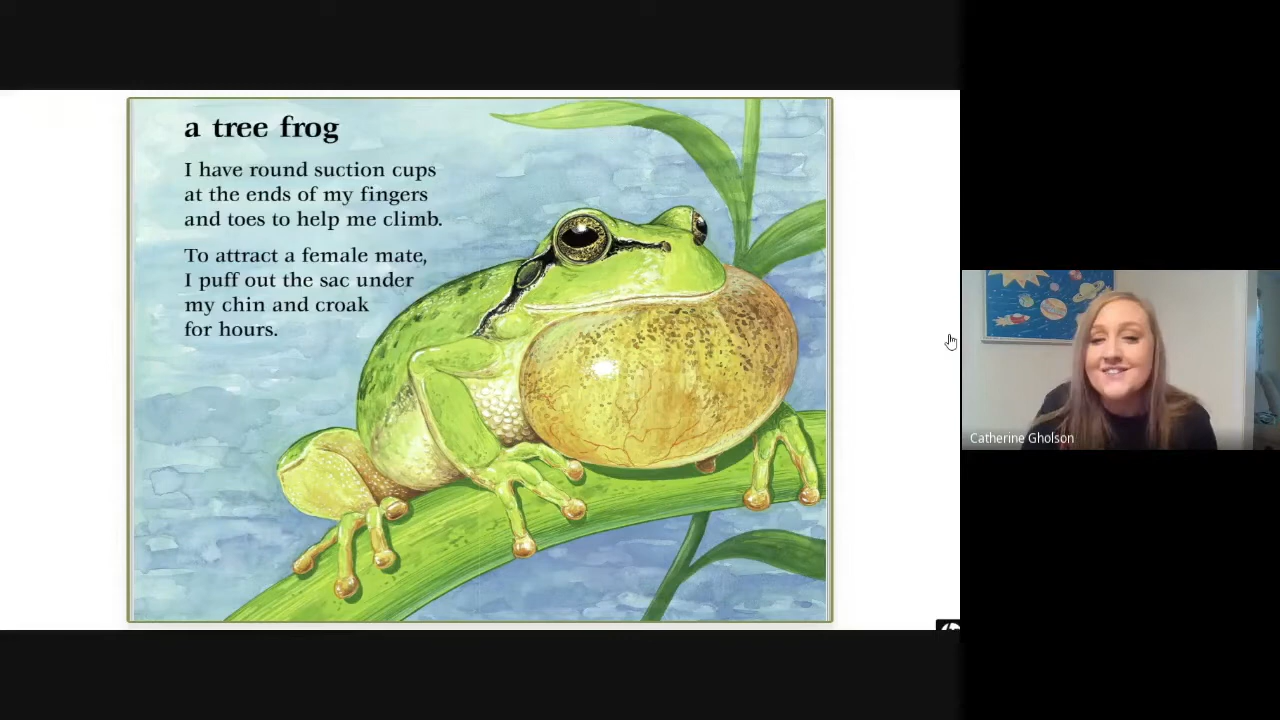 a tree frog
I have round suction cups
at the ends of my fingers
and toes to help me climb.
To attract a female mate,
I puff out the sac under
my chin and croak
for hours.
Catherine Gholson